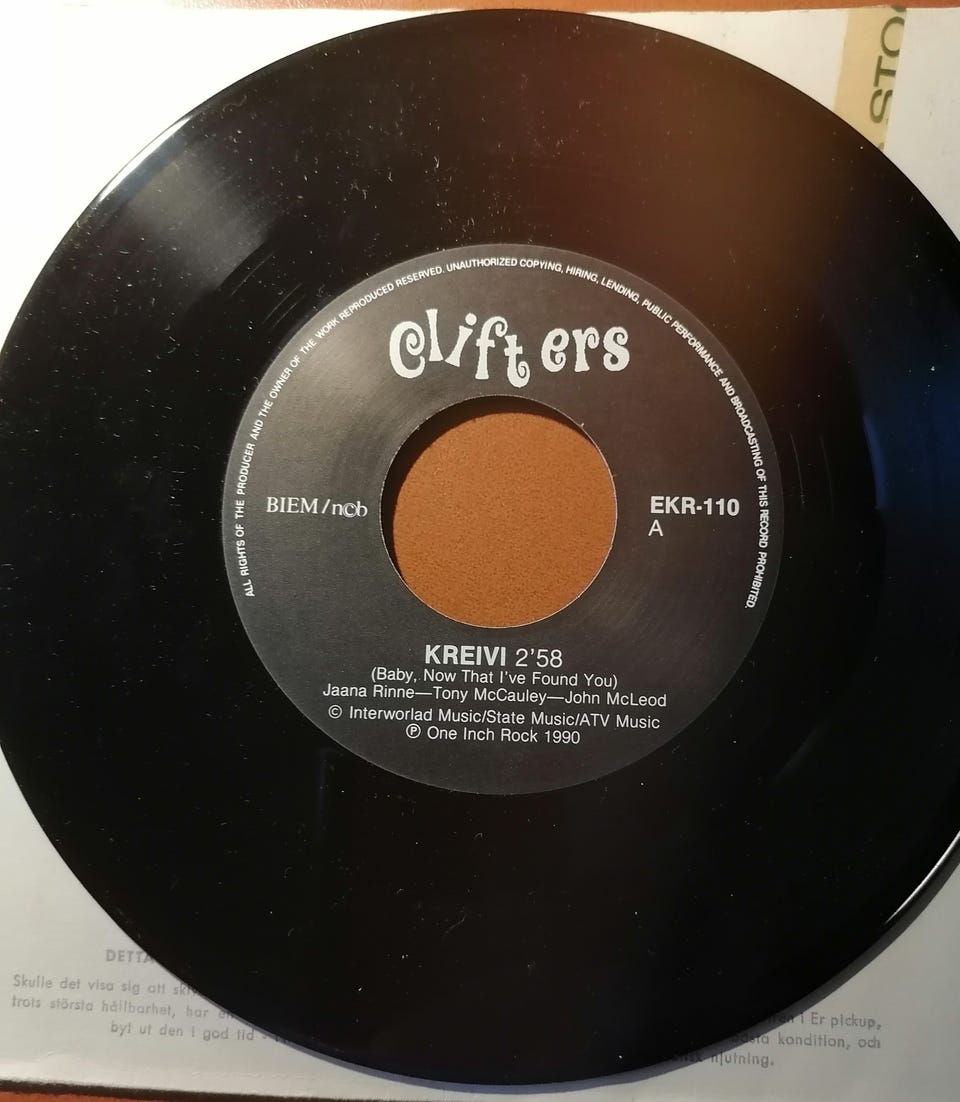 STO
ALL RIGHTS OF THE PRODUCER AND THE OWNER OF THE WORK REPRODUCED RESERVED. UNAUTHORIZED COPYING, HIRING, LENDING, PUBLIC PERFORMANCE AND BROADCASTING OF THIS RECORD PROHIBITED.
Clifters
BIEM/n©b
EKR-110
A
KREIVI 2'58
(Baby, Now That I've Found You)
Jaana Rinne—Tony McCauley—John McLeod
© Interworlad Music/State Music/ATV Music
℗ One Inch Rock 1990
DETTA
Skulle det visa sig att
trots största hållbarhet, har i Er pickup,
byt ut den i god tid kondition, och
njutning.